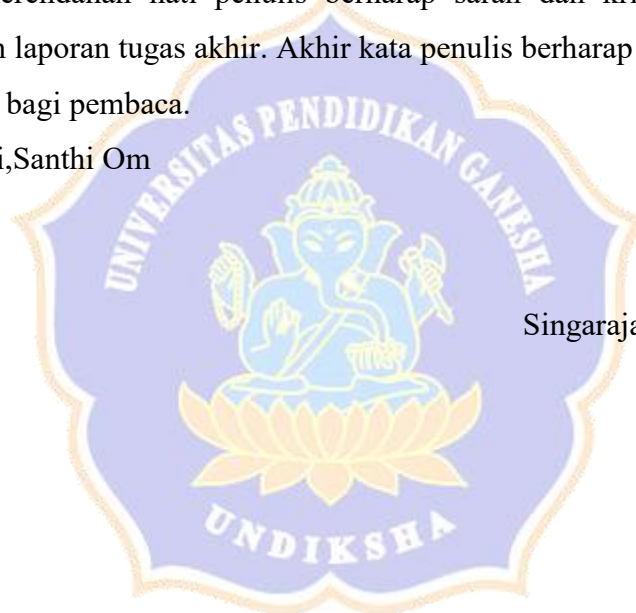 kerendahan hati penulis berharap saran dan
laporan tugas akhir. Akhir kata penulis berharap
bagi pembaca.
i,Santhi Om
UNIVERSITAS PENDIDIKAN GANESHA
Singaraja
UNDIKSHA